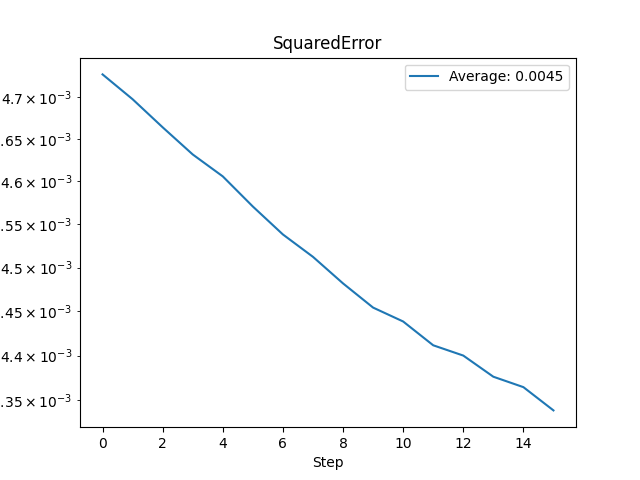 SquaredError
Average: 0.0045
4.7 × 10⁻³
.65 × 10⁻³
4.6 × 10⁻³
.55 × 10⁻³
4.5 × 10⁻³
.45 × 10⁻³
4.4 × 10⁻³
.35 × 10⁻³
0 2 4 6 8 10 12 14
Step